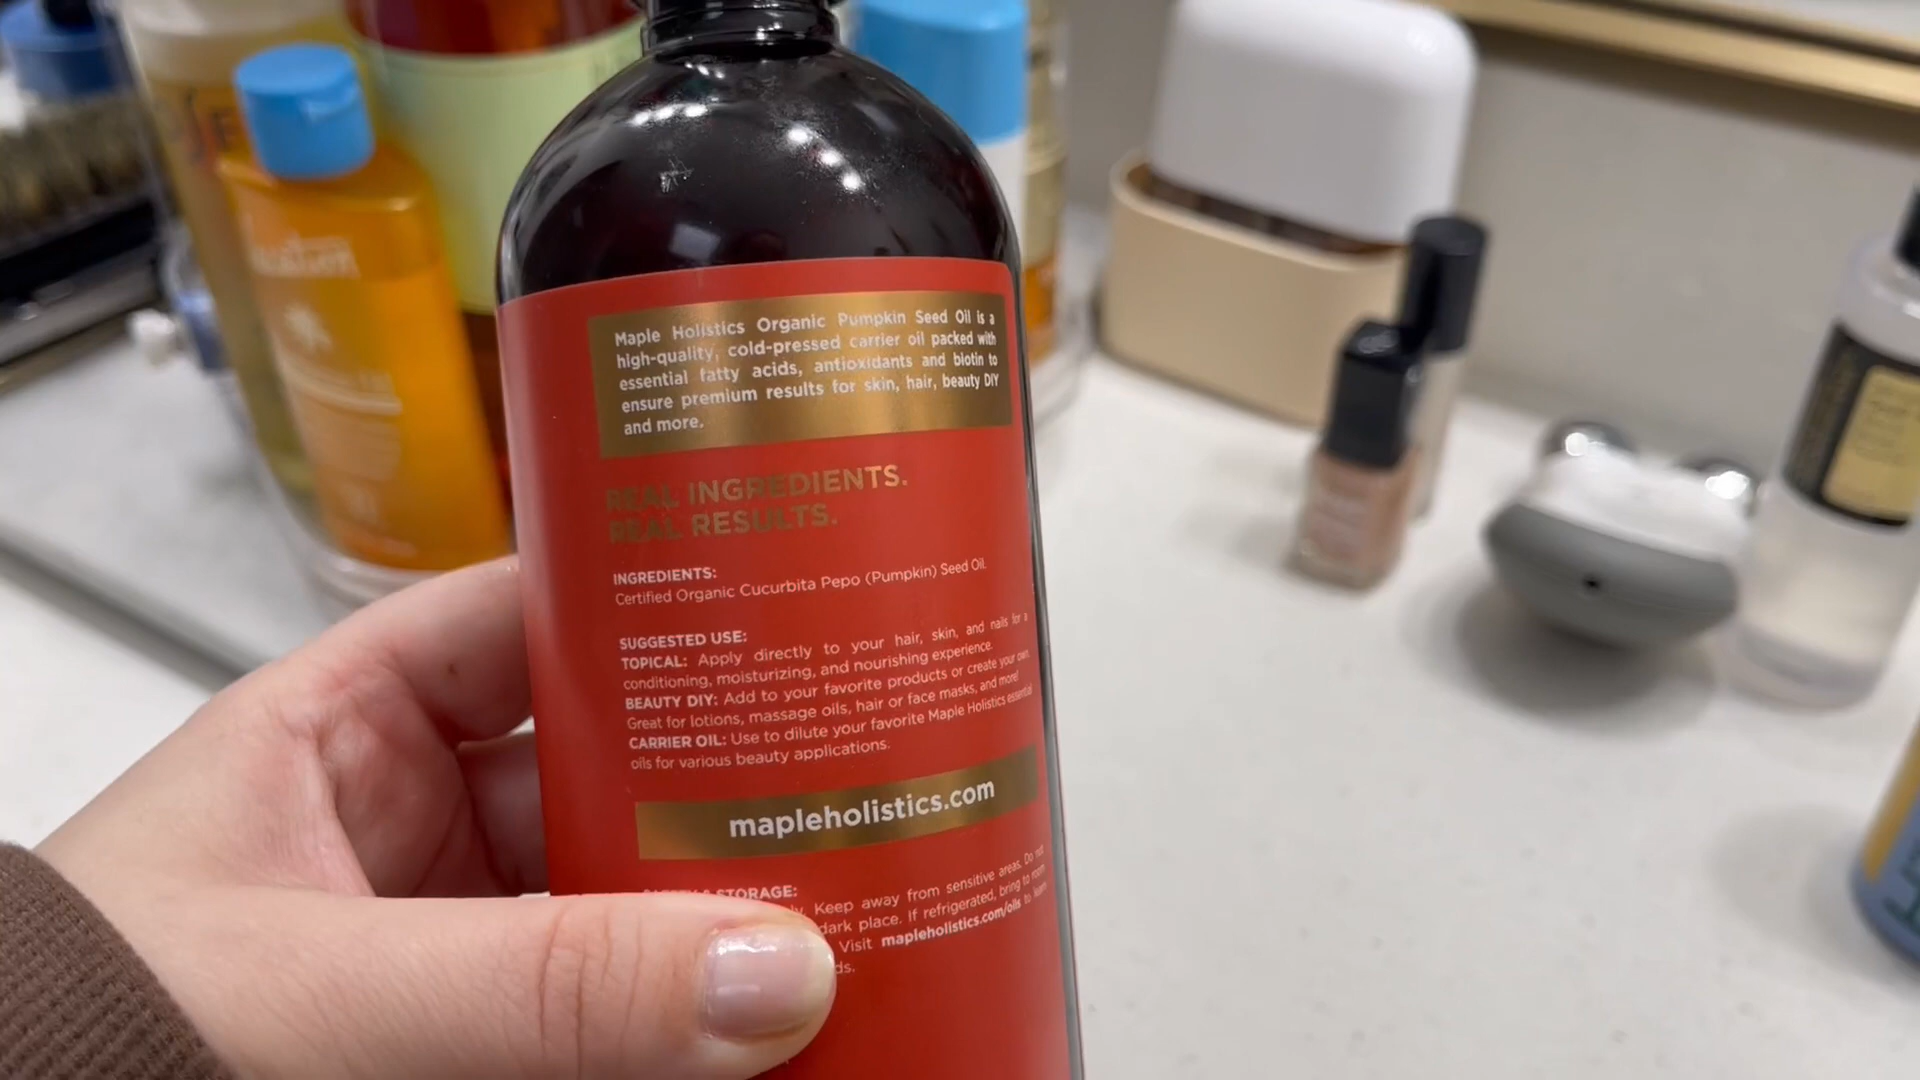 Maple Holistics Organic Pumpkin Seed Oil is a
high-quality, cold-pressed carrier oil packed with
essential fatty acids, antioxidants and biotin to
ensure premium results for skin, hair, beauty DIY
and more.
REAL INGREDIENTS.
REAL RESULTS.
INGREDIENTS:
Certified Organic Cucurbita Pepo (Pumpkin) Seed Oil.
SUGGESTED USE:
TOPICAL: Apply directly to your hair, skin, and nails for a
conditioning, moisturizing, and nourishing experience.
BEAUTY DIY: Add to your favorite products or create your own.
Great for lotions, massage oils, hair or face masks, and more!
CARRIER OIL: Use to dilute your favorite Maple Holistics essential
oils for various beauty applications.
mapleholistics.com
STORAGE:
Keep away from sensitive areas. Do not
dark place. If refrigerated, bring to room
Visit mapleholistics.com/oils to learn